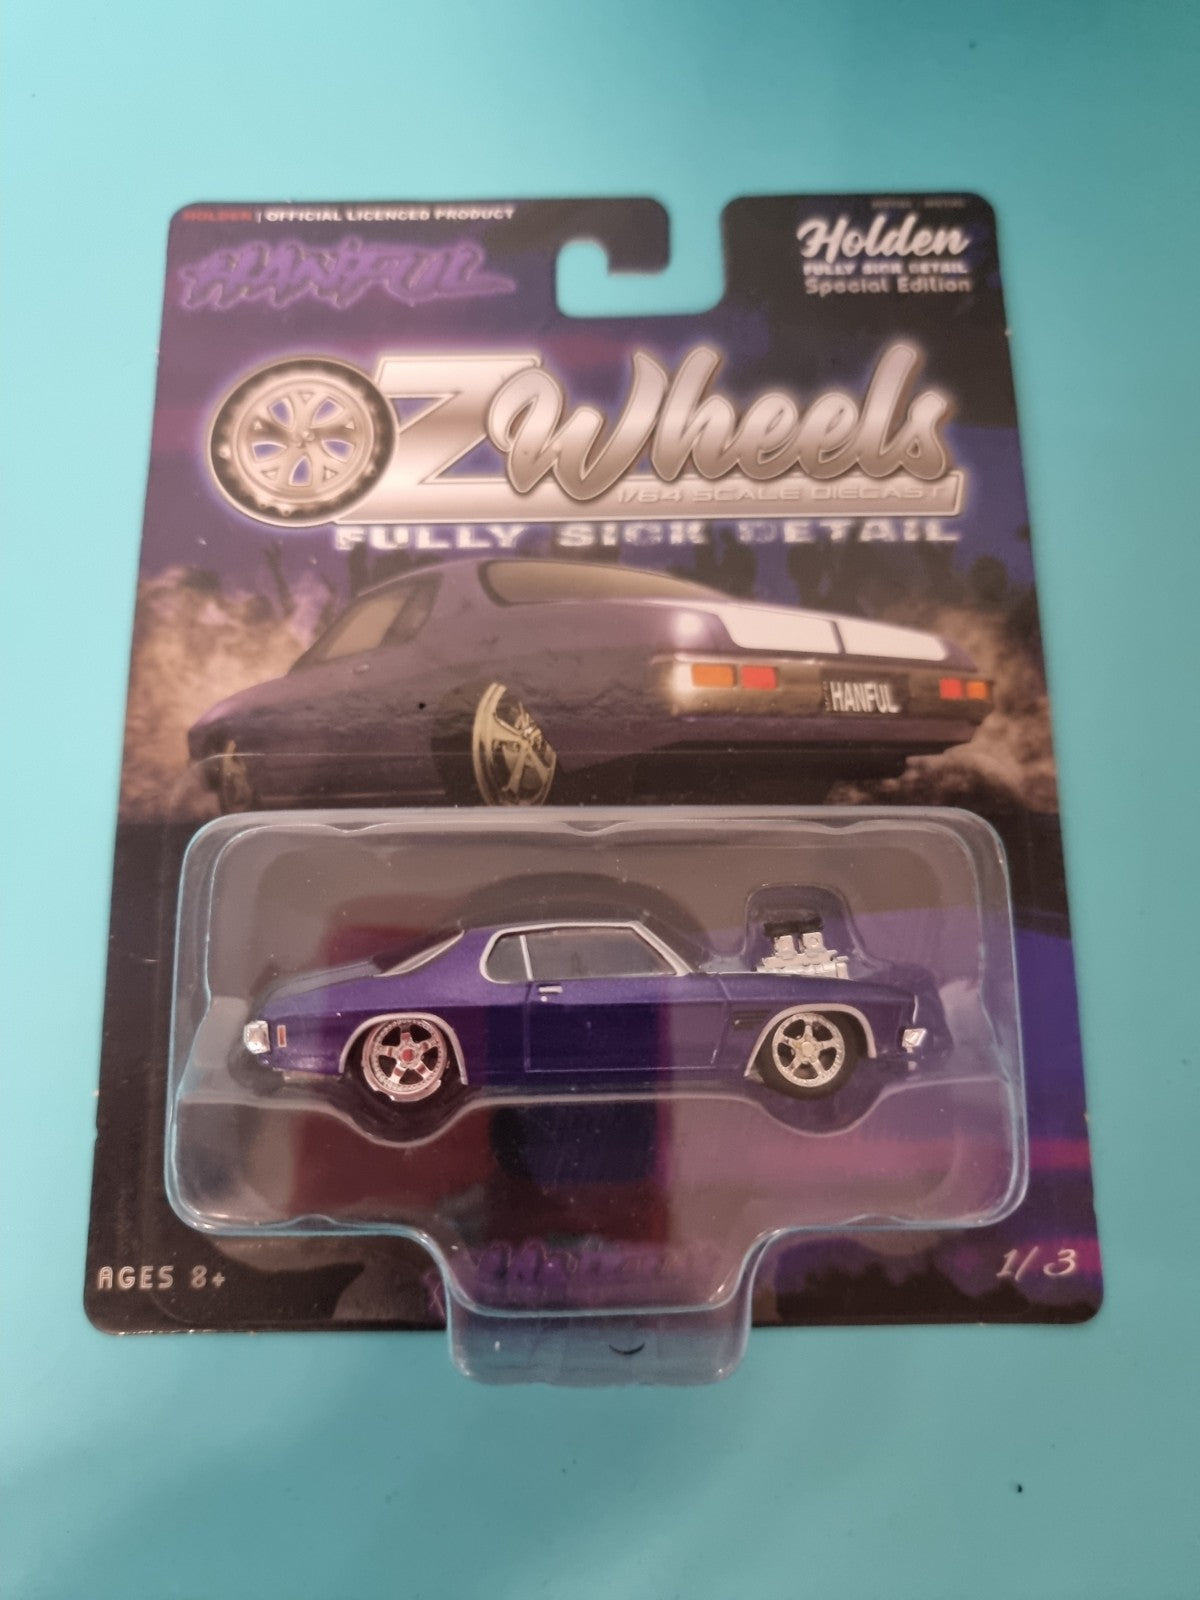 HOLDEN | OFFICIAL LICENCED PRODUCT
HANFUL
Holden
FULLY SICK DETAIL
Special Edition
OZ Wheels
1/64 SCALE DIECAST
FULLY SICK DETAIL
HANFUL
AGES 8+
1/3